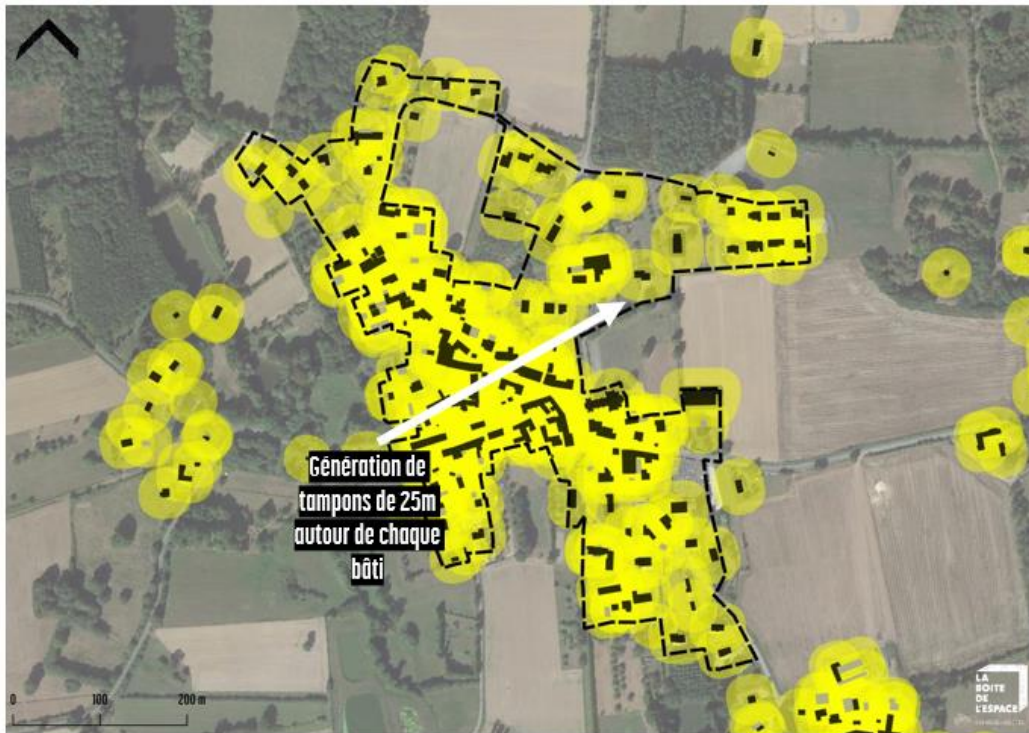 Génération de
tampons de 25m
autour de chaque
bâti
0 100 200 m
LA
BOITE
DE
L'ESPACE